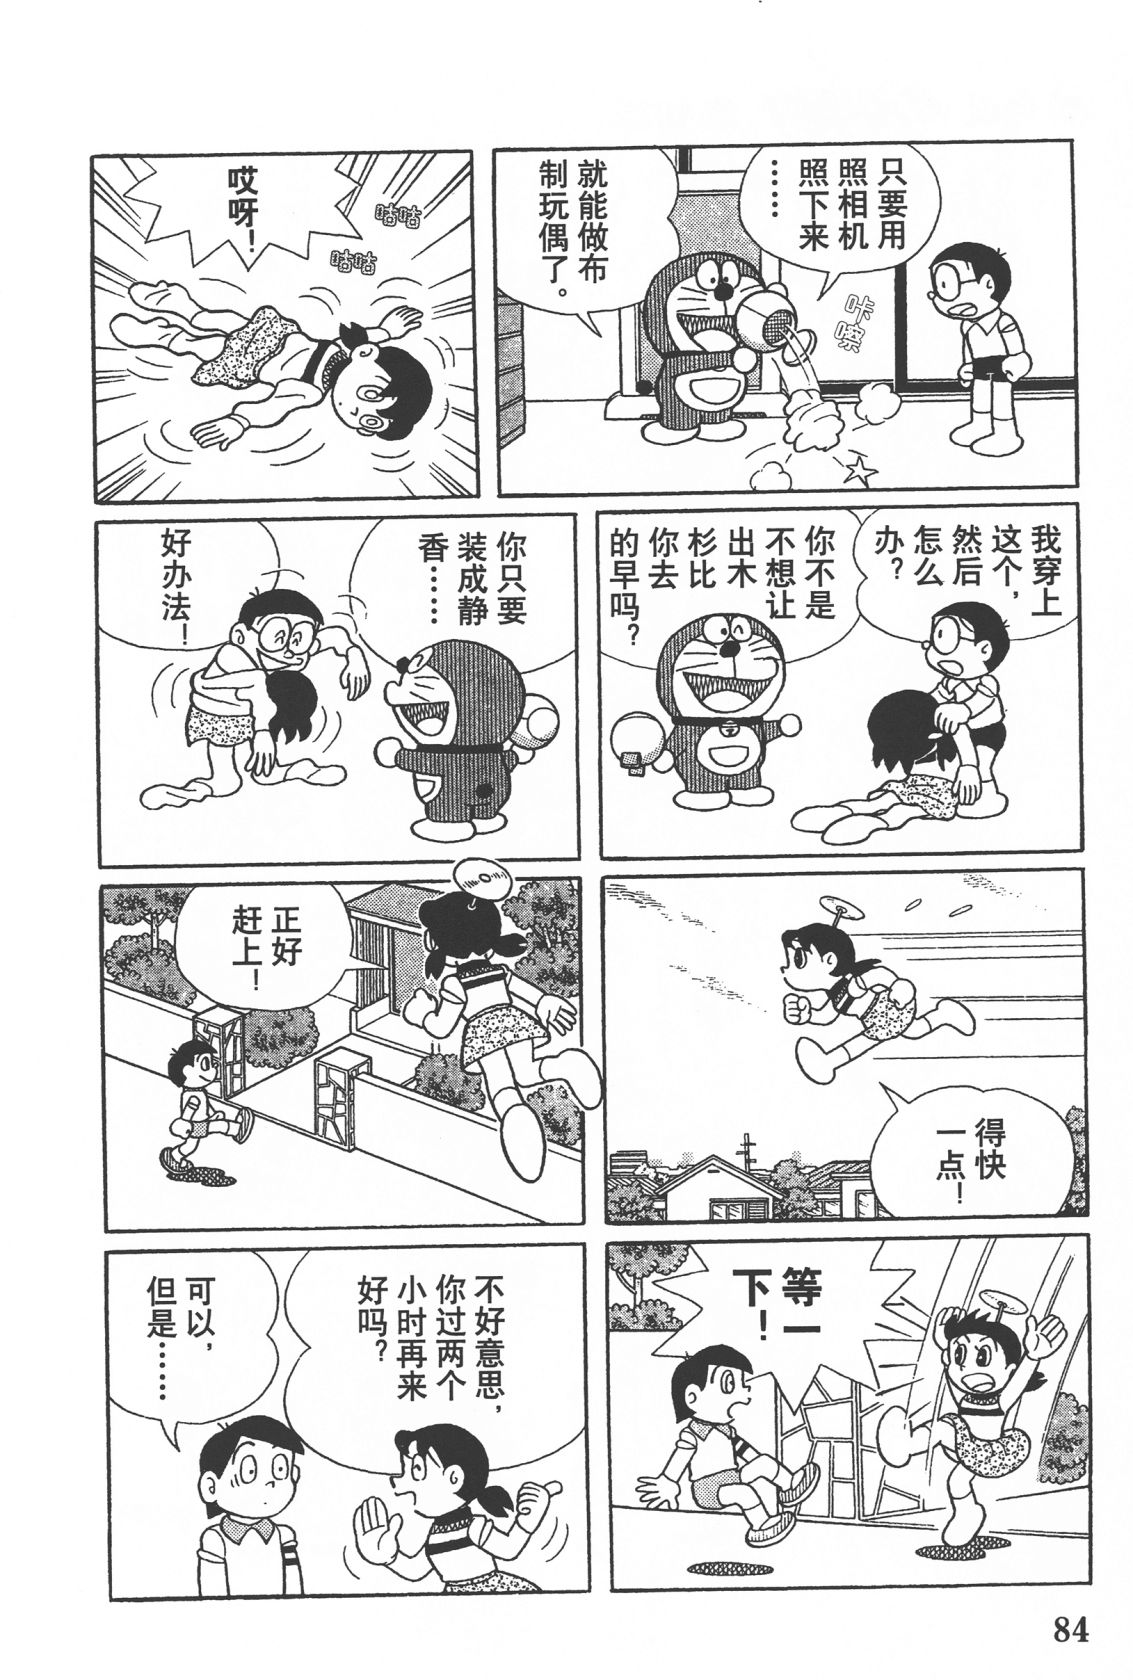 只要用
照相机
照下来
……
咔嚓
就能做布
制玩偶了。
哎呀！
咕咕
咕咕
我穿上
这个，
然后
怎么
办？
你不是
不想让
出木
杉比
你去
的早吗？
你只要
装成静
香……
好办法！
得快
一点！
正好
赶上！
等一
下！
不好意思，
你过两个
小时再来
好吗？
可以，
但是……
84